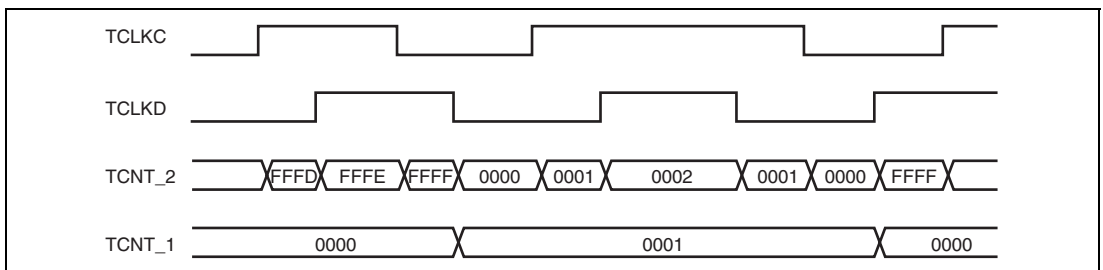 TCLKC
TCLKD
TCNT_2 FFFD FFFE FFFF 0000 0001 0002 0001 0000 FFFF
TCNT_1 0000 0001 0000